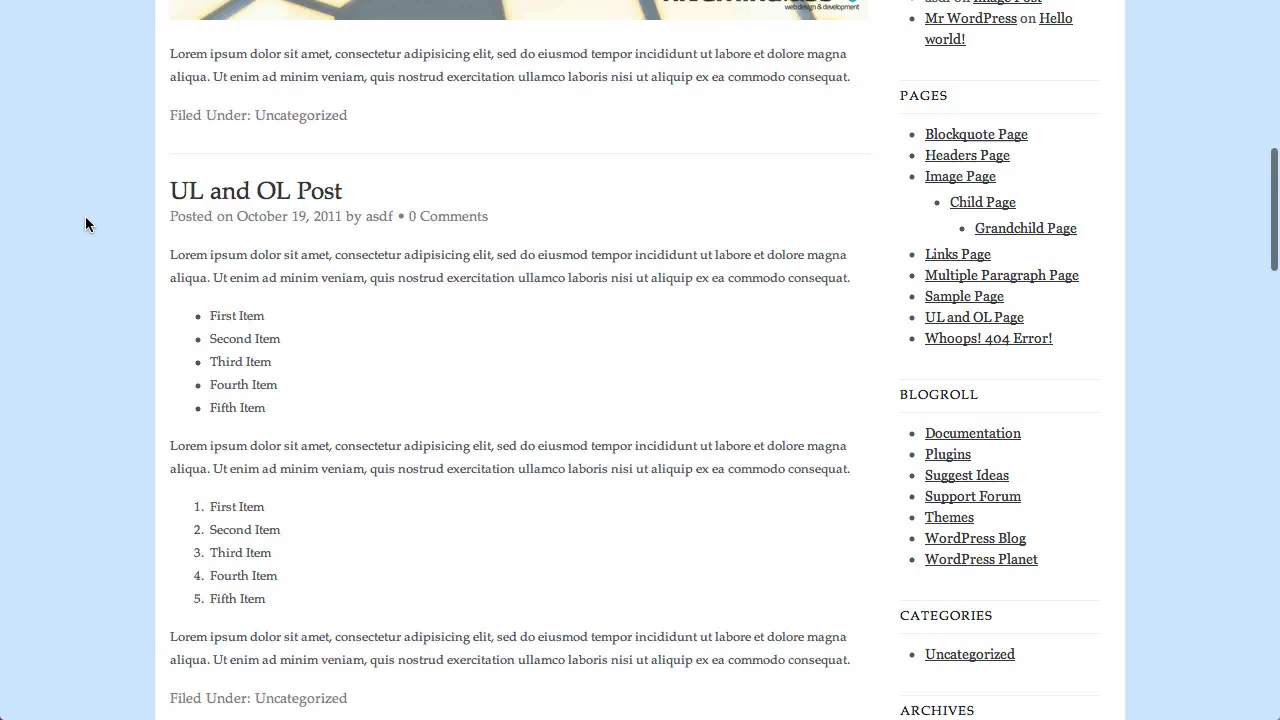 web design & development
Lorem ipsum dolor sit amet, consectetur adipisicing elit, sed do eiusmod tempor incididunt ut labore et dolore magna
aliqua. Ut enim ad minim veniam, quis nostrud exercitation ullamco laboris nisi ut aliquip ex ea commodo consequat.
Filed Under: Uncategorized
UL and OL Post
Posted on October 19, 2011 by asdf • 0 Comments
Lorem ipsum dolor sit amet, consectetur adipisicing elit, sed do eiusmod tempor incididunt ut labore et dolore magna
aliqua. Ut enim ad minim veniam, quis nostrud exercitation ullamco laboris nisi ut aliquip ex ea commodo consequat.
• First Item
• Second Item
• Third Item
• Fourth Item
• Fifth Item
Lorem ipsum dolor sit amet, consectetur adipisicing elit, sed do eiusmod tempor incididunt ut labore et dolore magna
aliqua. Ut enim ad minim veniam, quis nostrud exercitation ullamco laboris nisi ut aliquip ex ea commodo consequat.
1. First Item
2. Second Item
3. Third Item
4. Fourth Item
5. Fifth Item
Lorem ipsum dolor sit amet, consectetur adipisicing elit, sed do eiusmod tempor incididunt ut labore et dolore magna
aliqua. Ut enim ad minim veniam, quis nostrud exercitation ullamco laboris nisi ut aliquip ex ea commodo consequat.
Filed Under: Uncategorized
asdf on Image Post
• Mr WordPress on Hello
world!
PAGES
• Blockquote Page
• Headers Page
• Image Page
• Child Page
• Grandchild Page
• Links Page
• Multiple Paragraph Page
• Sample Page
• UL and OL Page
• Whoops! 404 Error!
BLOGROLL
• Documentation
• Plugins
• Suggest Ideas
• Support Forum
• Themes
• WordPress Blog
• WordPress Planet
CATEGORIES
• Uncategorized
ARCHIVES